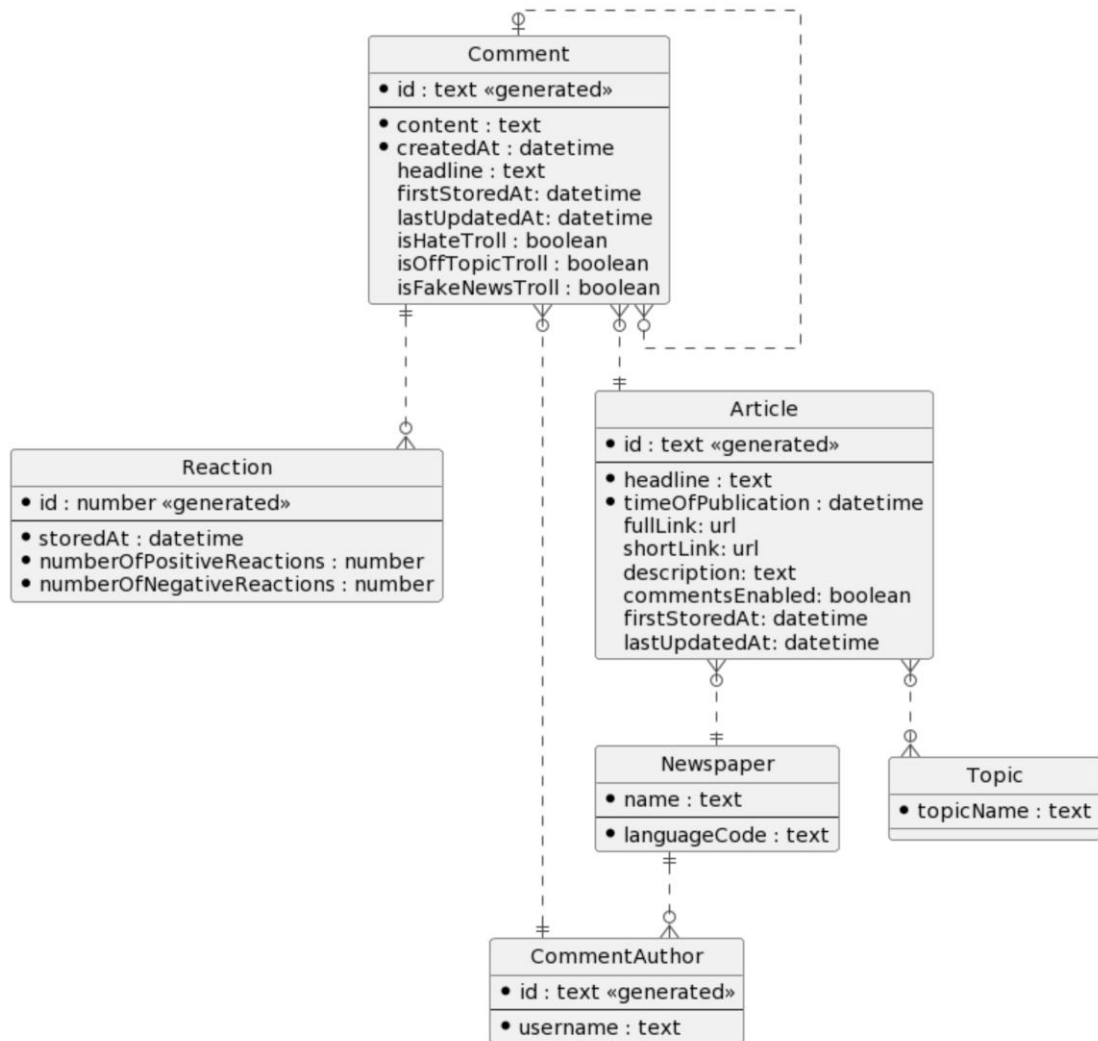 Comment
• id : text «generated»
• content : text
• createdAt : datetime
headline : text
firstStoredAt: datetime
lastUpdatedAt: datetime
isHateTroll : boolean
isOffTopicTroll : boolean
isFakeNewsTroll : boolean
Reaction
• id : number «generated»
• storedAt : datetime
• numberOfPositiveReactions : number
• numberOfNegativeReactions : number
Article
• id : text «generated»
• headline : text
• timeOfPublication : datetime
fullLink: url
shortLink: url
description: text
commentsEnabled: boolean
firstStoredAt: datetime
lastUpdatedAt: datetime
Newspaper
• name : text
• languageCode : text
Topic
• topicName : text
CommentAuthor
• id : text «generated»
• username : text